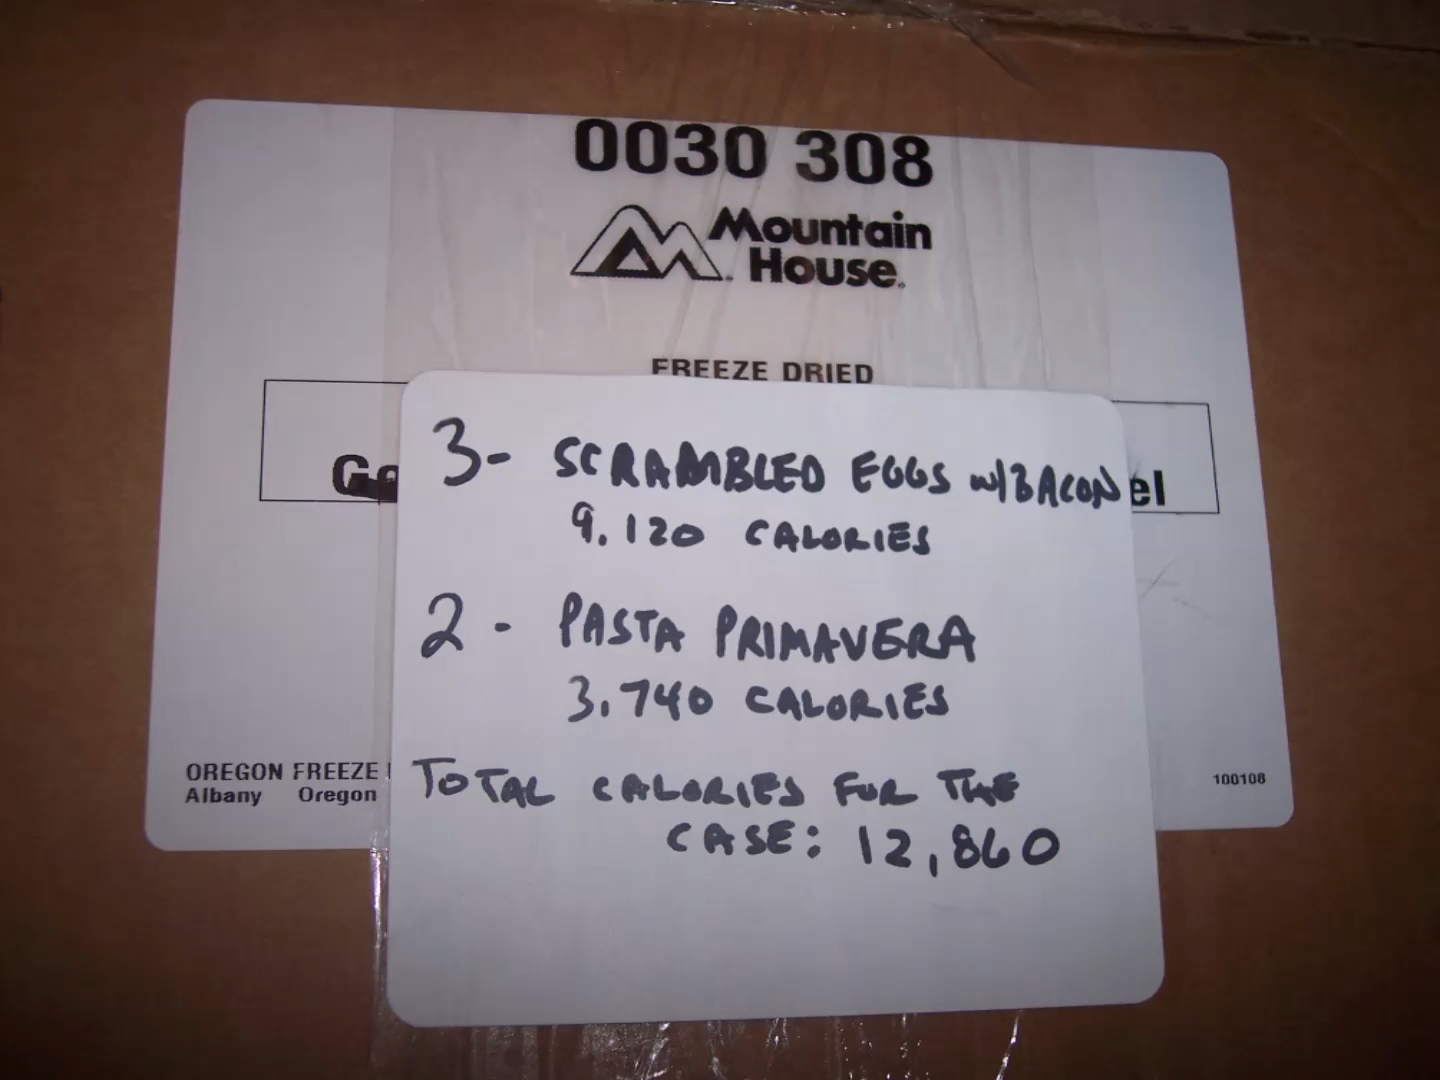 0030 308
Mountain
House
FREEZE DRIED
3- SCRAMBLED EGGS w/BACON
9.120 CALORIES
2 - PASTA PRIMAVERA
3.740 CALORIES
OREGON FREEZE
Albany Oregon
100108
TOTAL CALORIES FOR THE
CASE: 12,860